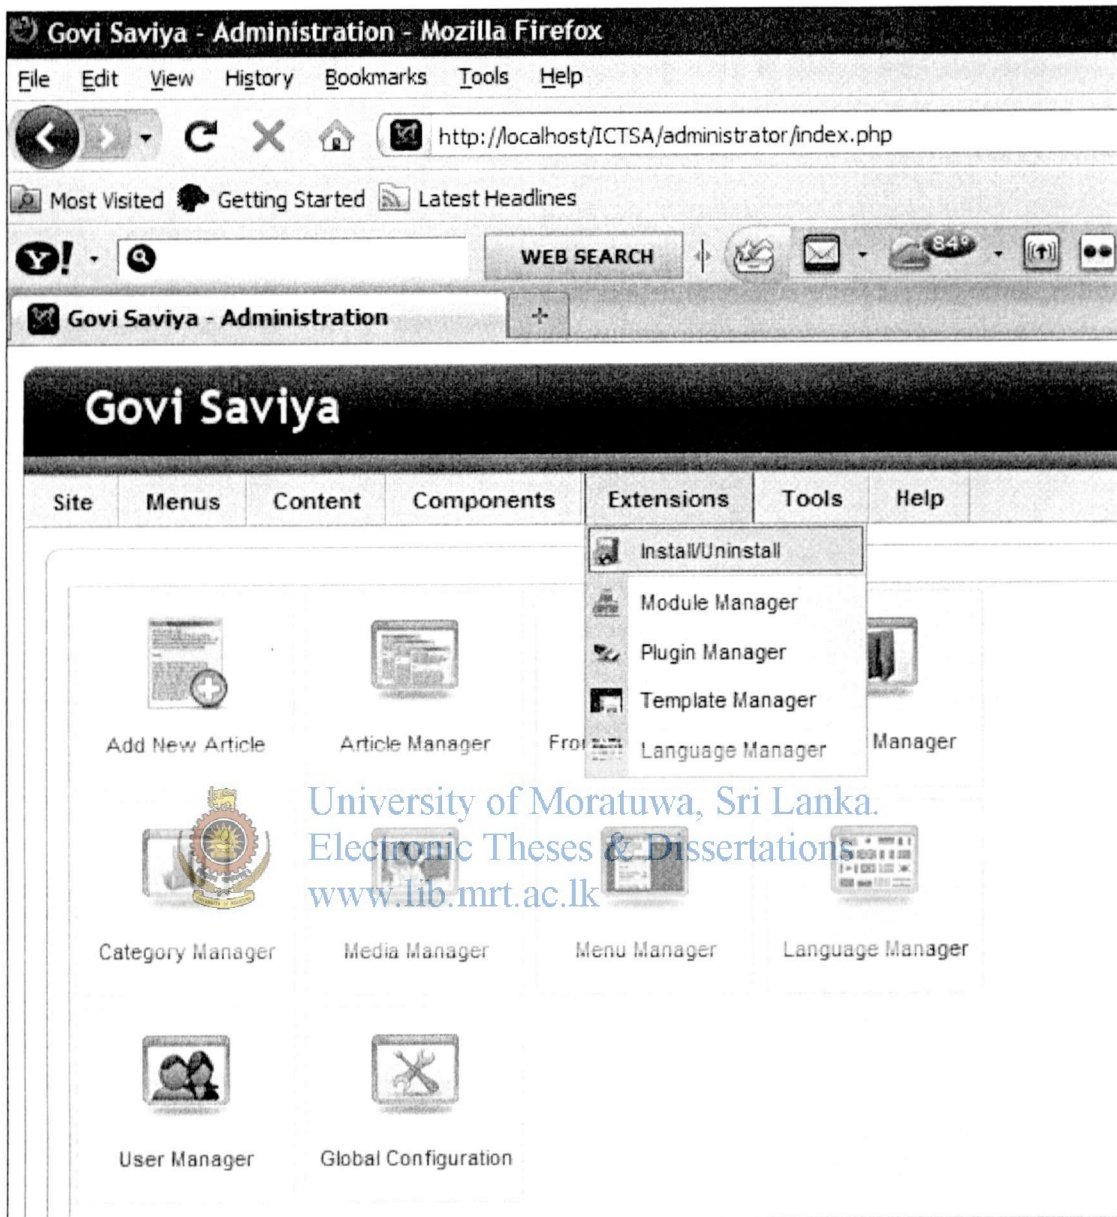 Govi Saviya - Administration - Mozilla Firefox
File Edit View History Bookmarks Tools Help
http://localhost/ICTSA/administrator/index.php
Most Visited Getting Started Latest Headlines
Y! WEB SEARCH 84°
Govi Saviya - Administration
Govi Saviya
Site Menus Content Components Extensions Tools Help
Install/Uninstall
Module Manager
Plugin Manager
Template Manager
Language Manager
Add New Article Article Manager Manager
University of Moratuwa, Sri Lanka.
Electronic Theses & Dissertations
www.lib.mrt.ac.lk
Category Manager Media Manager Menu Manager Language Manager
User Manager Global Configuration